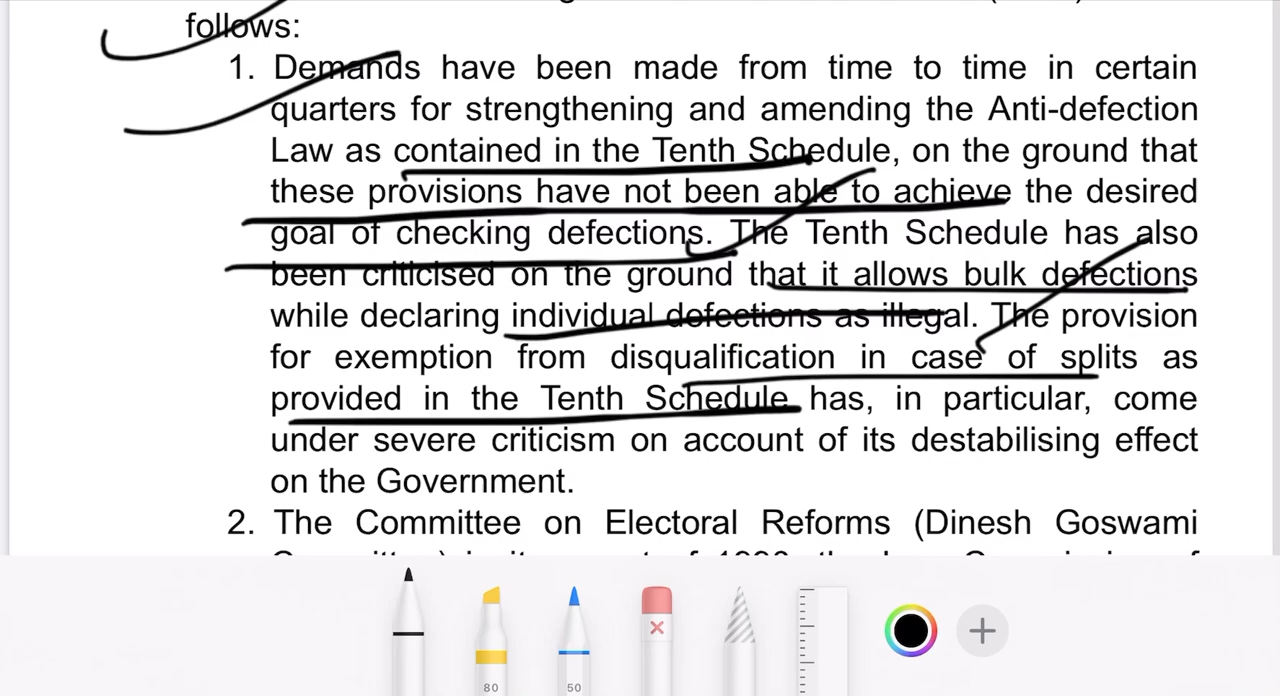 follows:
1. Demands have been made from time to time in certain
quarters for strengthening and amending the Anti-defection
Law as contained in the Tenth Schedule, on the ground that
these provisions have not been able to achieve the desired
goal of checking defections. The Tenth Schedule has also
been criticised on the ground that it allows bulk defections
while declaring individual defections as illegal. The provision
for exemption from disqualification in case of splits as
provided in the Tenth Schedule has, in particular, come
under severe criticism on account of its destabilising effect
on the Government.
2. The Committee on Electoral Reforms (Dinesh Goswami
80 50